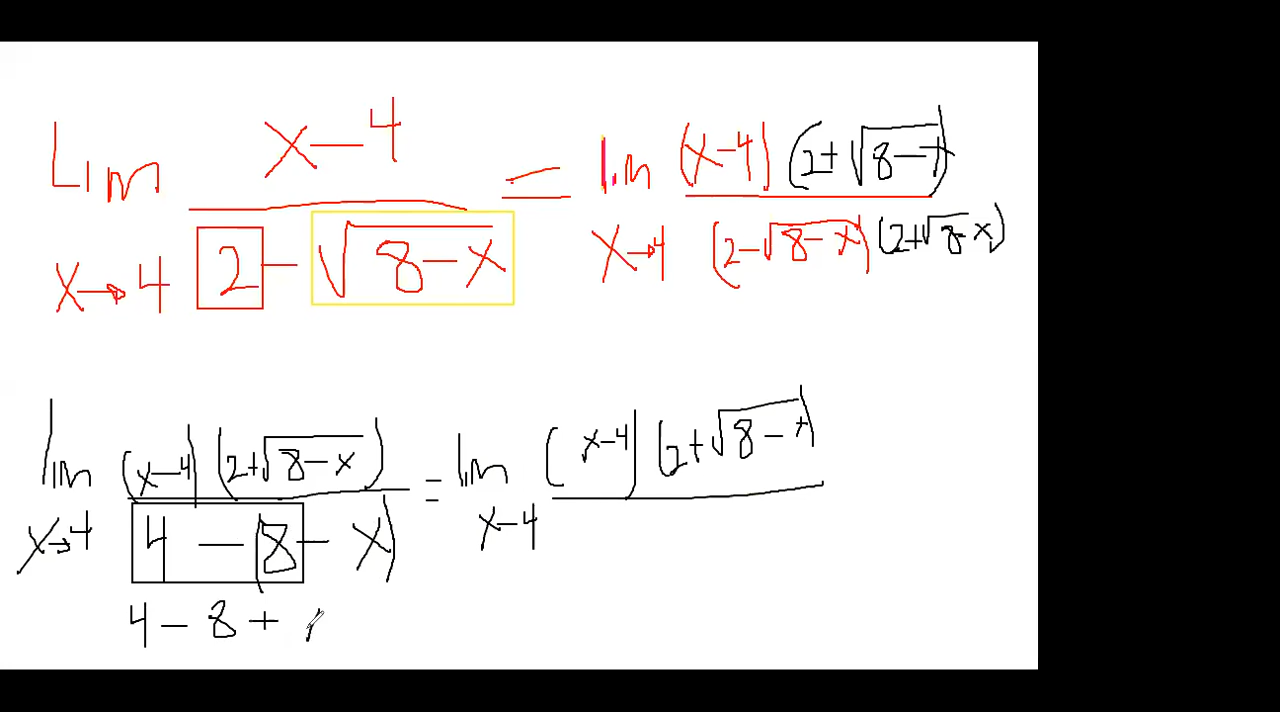 lim x-4 / 2-√8-x = lim (x-4)(2+√8-x) / (2-√8-x)(2+√8-x)
x→4 x→4
lim (x-4)(2+√8-x) / 4-(8-x) = lim (x-4)(2+√8-x)
x→4 x-4
4-8+